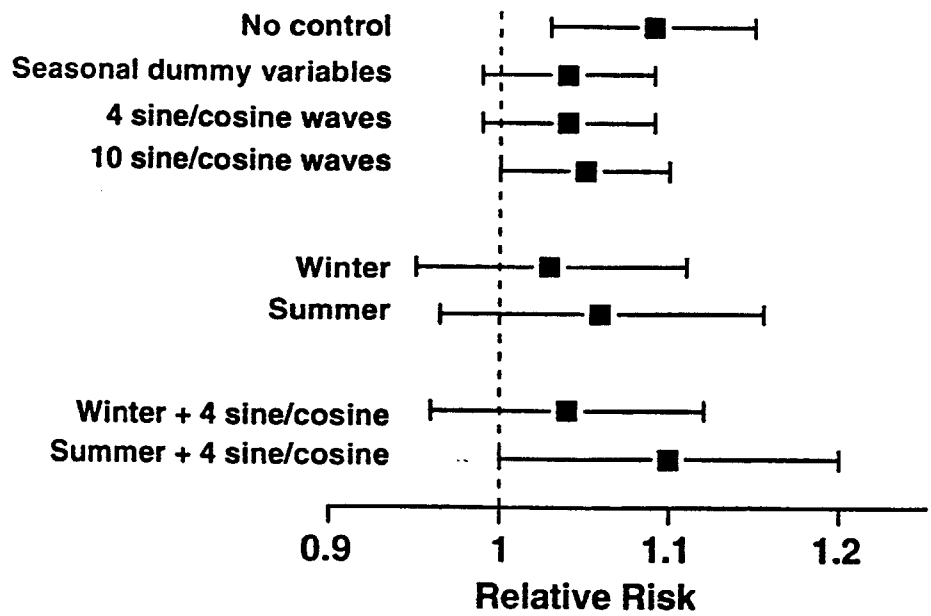 No control
Seasonal dummy variables
4 sine/cosine waves
10 sine/cosine waves
Winter
Summer
Winter + 4 sine/cosine
Summer + 4 sine/cosine
0.9 1 1.1 1.2
Relative Risk